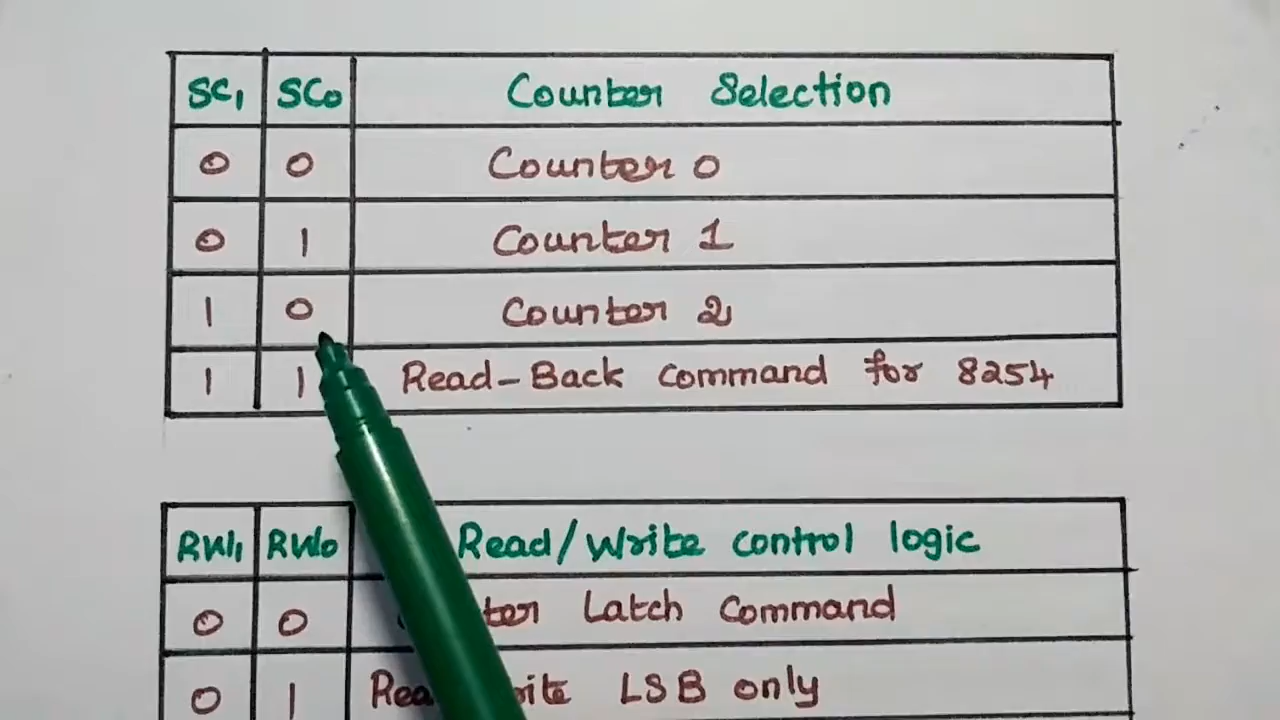 SC1 SC0 Counter Selection
0 0 Counter 0
0 1 Counter 1
1 0 Counter 2
1 1 Read-Back command for 8254
RW1 RW0 Read/Write control logic
0 0 Latch Command
0 1 LSB only